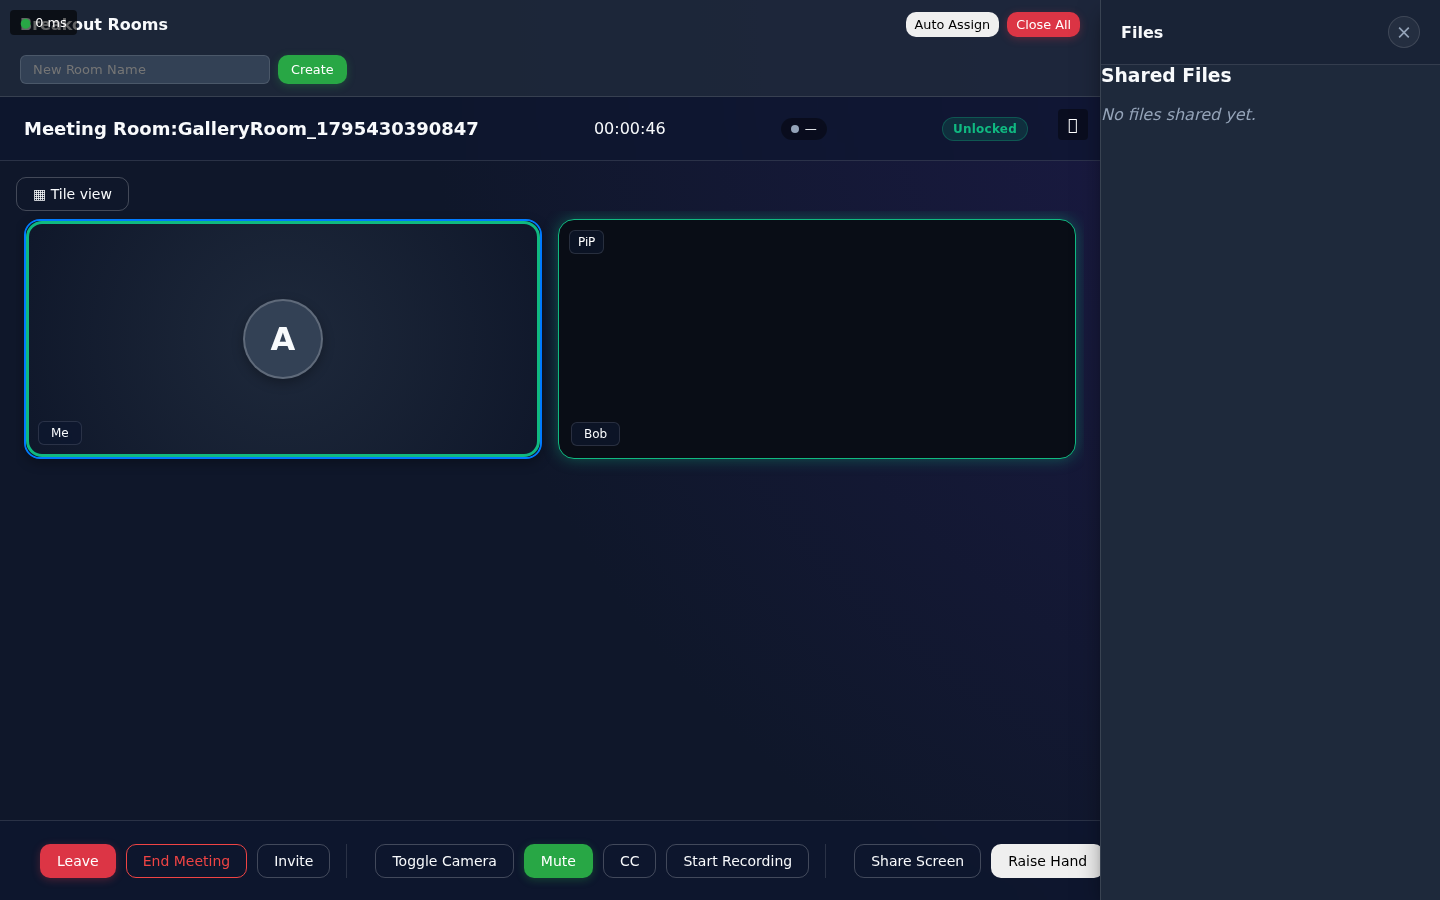 0 ms
Breakout Rooms
Auto Assign
Close All
Files
×
New Room Name
Create
Shared Files
No files shared yet.
Meeting Room:GalleryRoom_1795430390847
00:00:46
—
Unlocked
▦ Tile view
PiP
A
Me
Bob
Leave
End Meeting
Invite
Toggle Camera
Mute
CC
Start Recording
Share Screen
Raise Hand